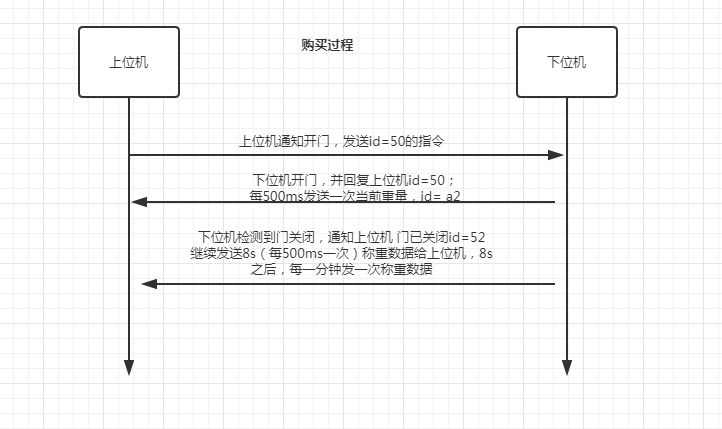 购买过程
上位机
下位机
上位机通知开门，发送id=50的指令
下位机开门，并回复上位机id=50；
每500ms发送一次当前重量，id= a2
下位机检测到门关闭，通知上位机 门已关闭id=52
继续发送8s（每500ms一次）称重数据给上位机，8s
之后，每一分钟发一次称重数据